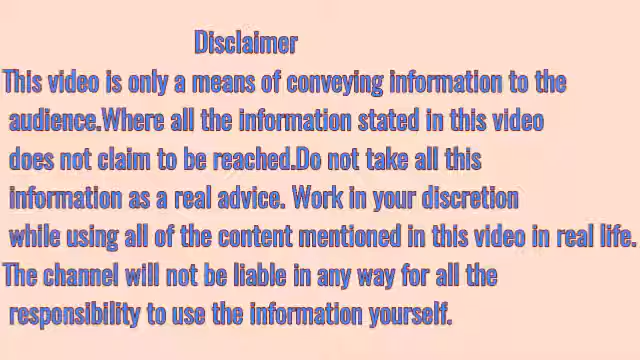 Disclaimer
This video is only a means of conveying information to the
audience.Where all the information stated in this video
does not claim to be reached.Do not take all this
information as a real advice. Work in your discretion
while using all of the content mentioned in this video in real life.
The channel will not be liable in any way for all the
responsibility to use the information yourself.